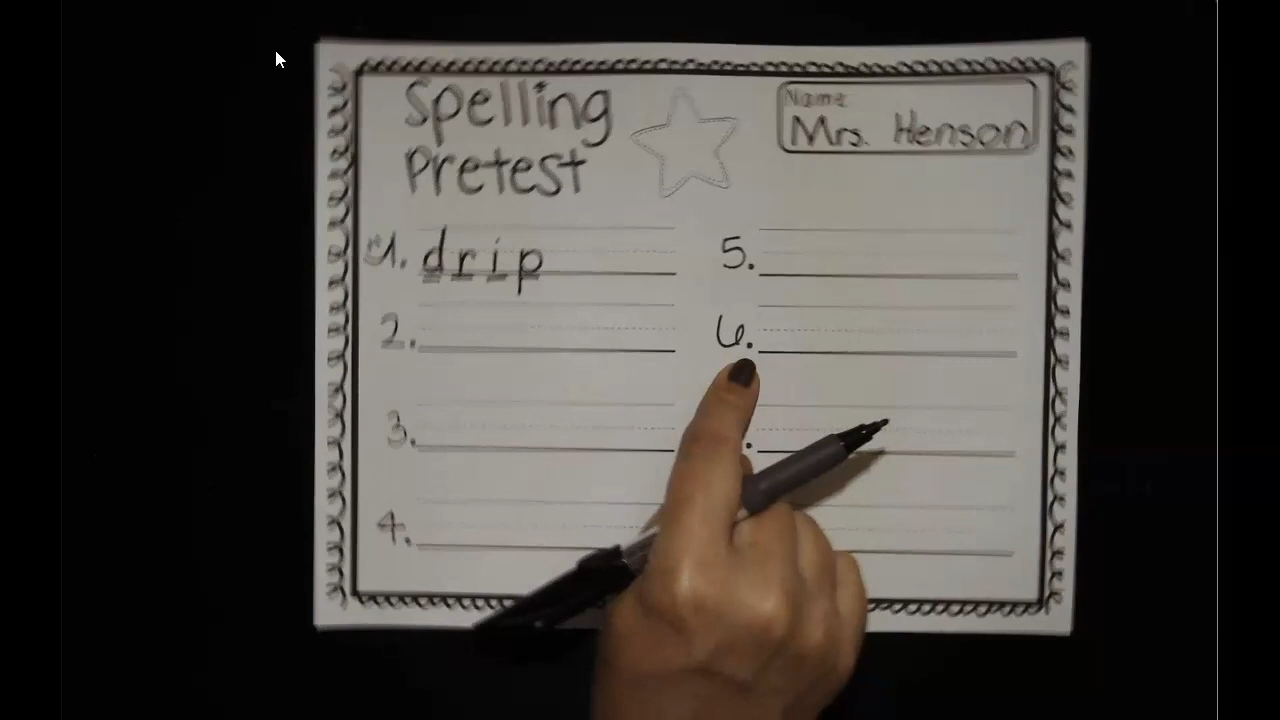 Spelling
Pretest
Name
Mrs. Henson
1. drip
2.
3.
4.
5.
6.